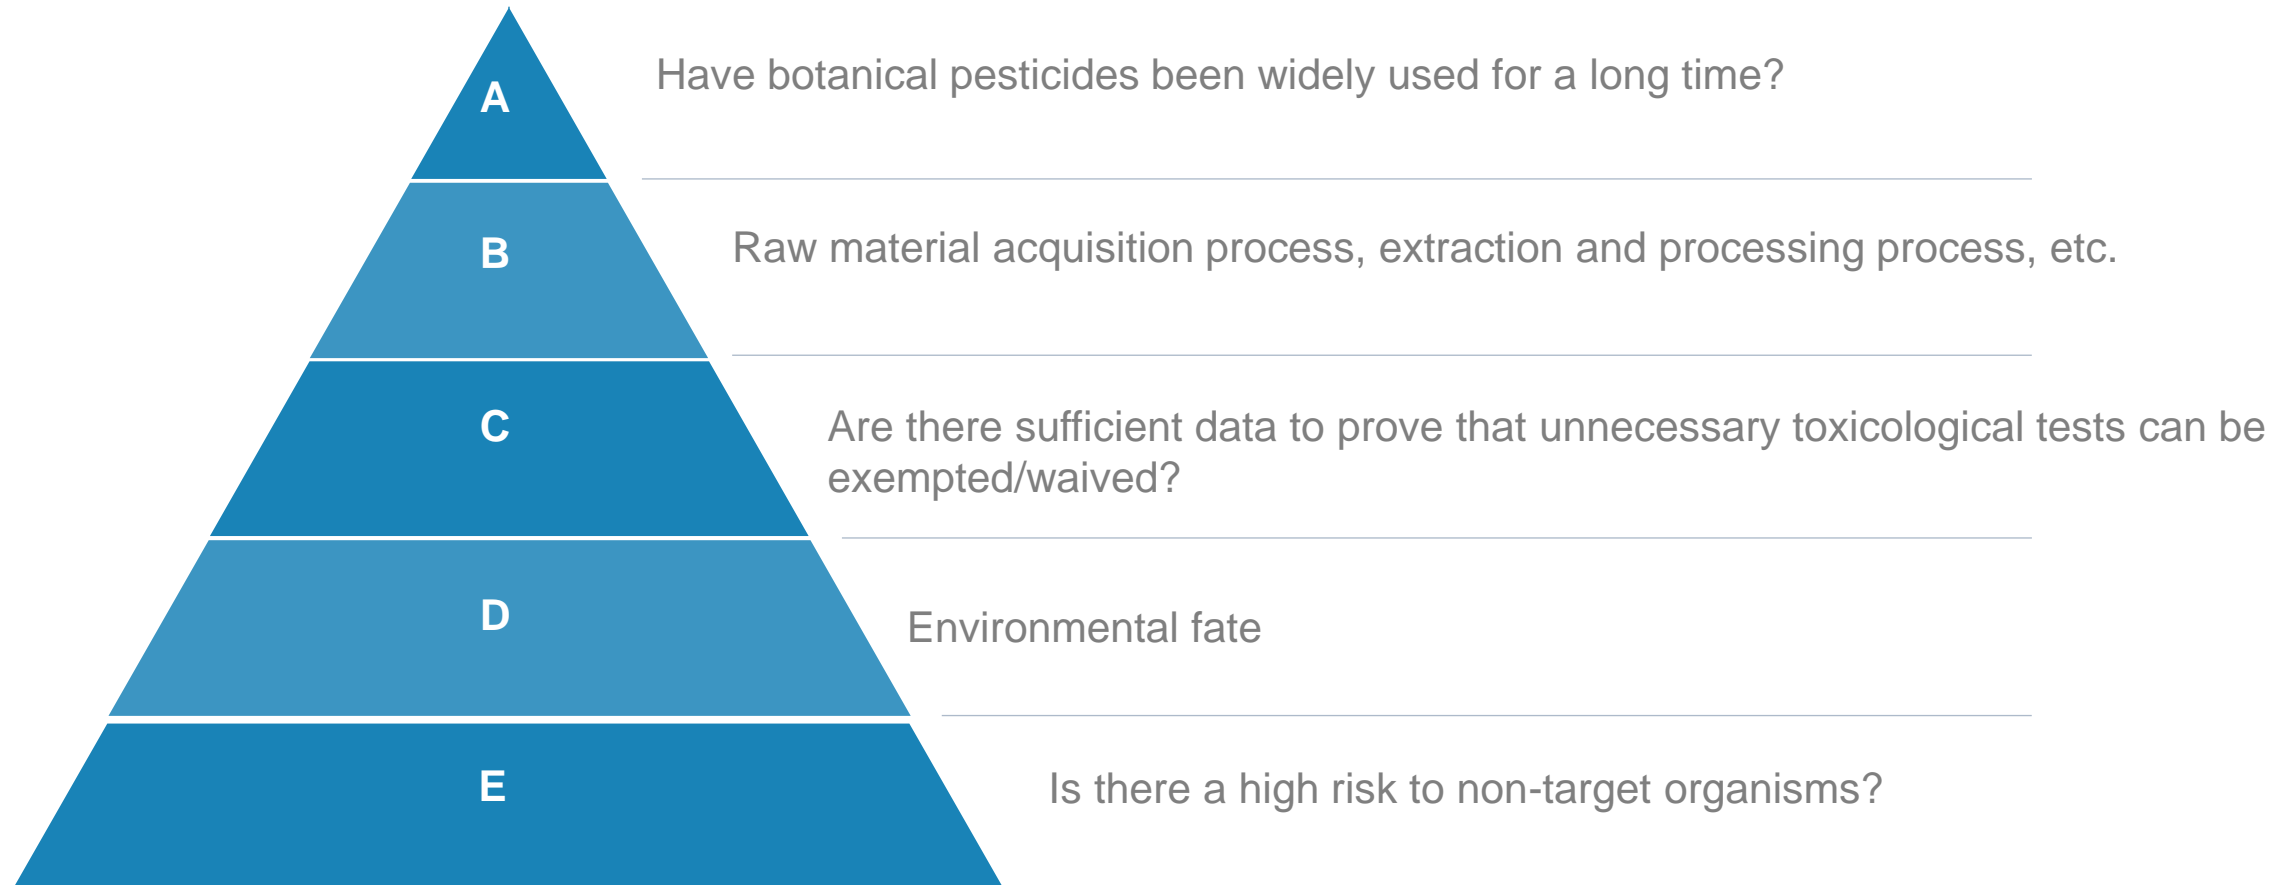 A
Have botanical pesticides been widely used for a long time?
B
Raw material acquisition process, extraction and processing process, etc.
C
Are there sufficient data to prove that unnecessary toxicological tests can be
exempted/waived?
D
Environmental fate
E
Is there a high risk to non-target organisms?